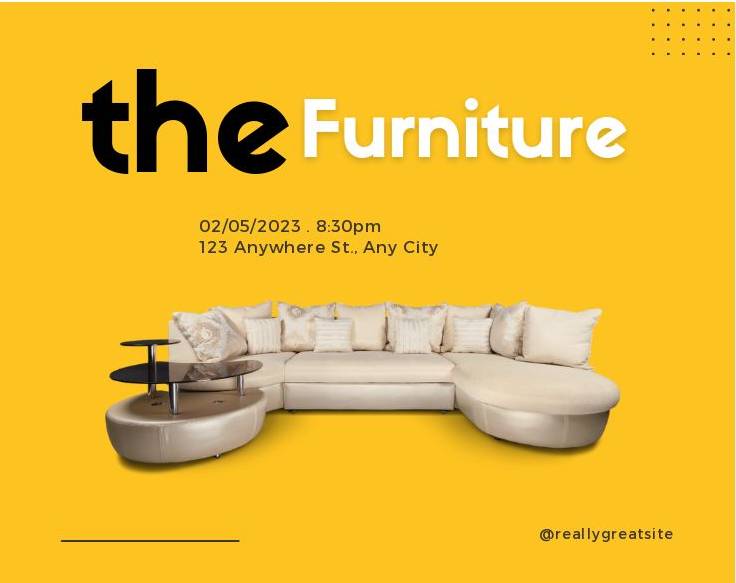 the Furniture
02/05/2023 . 8:30pm
123 Anywhere St., Any City
@reallygreatsite